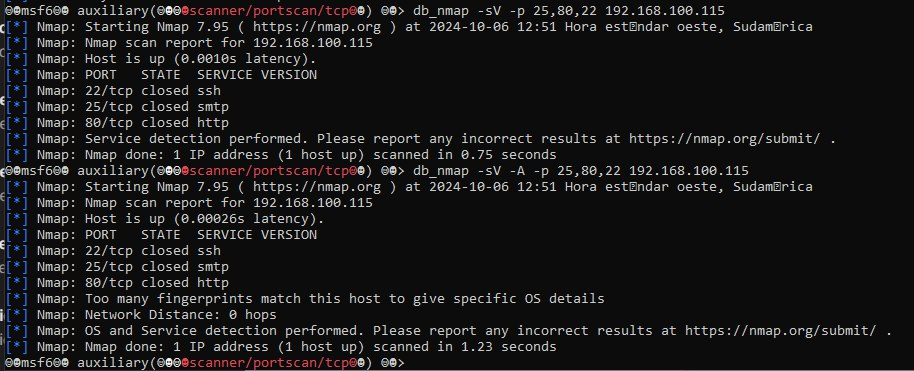 msf6 auxiliary(scanner/portscan/tcp) > db_nmap -sV -p 25,80,22 192.168.100.115
[*] Nmap: Starting Nmap 7.95 ( https://nmap.org ) at 2024-10-06 12:51 Hora est�ndar oeste, Sudam�rica
[*] Nmap: Nmap scan report for 192.168.100.115
[*] Nmap: Host is up (0.0010s latency).
[*] Nmap: PORT   STATE  SERVICE VERSION
[*] Nmap: 22/tcp closed ssh
[*] Nmap: 25/tcp closed smtp
[*] Nmap: 80/tcp closed http
[*] Nmap: Service detection performed. Please report any incorrect results at https://nmap.org/submit/ .
[*] Nmap: Nmap done: 1 IP address (1 host up) scanned in 0.75 seconds
msf6 auxiliary(scanner/portscan/tcp) > db_nmap -sV -A -p 25,80,22 192.168.100.115
[*] Nmap: Starting Nmap 7.95 ( https://nmap.org ) at 2024-10-06 12:51 Hora est�ndar oeste, Sudam�rica
[*] Nmap: Nmap scan report for 192.168.100.115
[*] Nmap: Host is up (0.00026s latency).
[*] Nmap: PORT   STATE  SERVICE VERSION
[*] Nmap: 22/tcp closed ssh
[*] Nmap: 25/tcp closed smtp
[*] Nmap: 80/tcp closed http
[*] Nmap: Too many fingerprints match this host to give specific OS details
[*] Nmap: Network Distance: 0 hops
[*] Nmap: OS and Service detection performed. Please report any incorrect results at https://nmap.org/submit/ .
[*] Nmap: Nmap done: 1 IP address (1 host up) scanned in 1.23 seconds
msf6 auxiliary(scanner/portscan/tcp) >